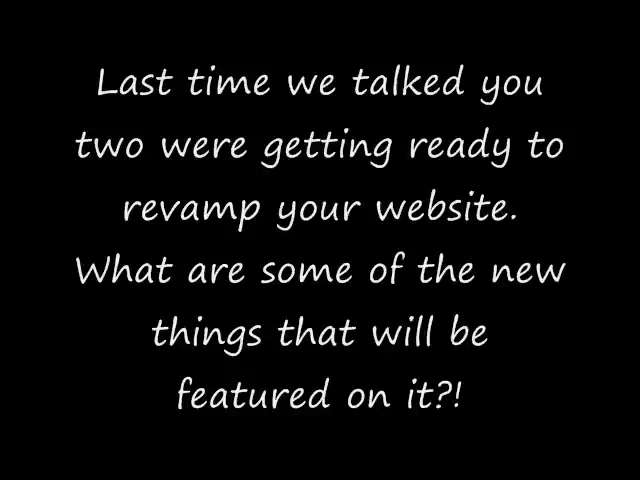 Last time we talked you
two were getting ready to
revamp your website.
What are some of the new
things that will be
featured on it?!